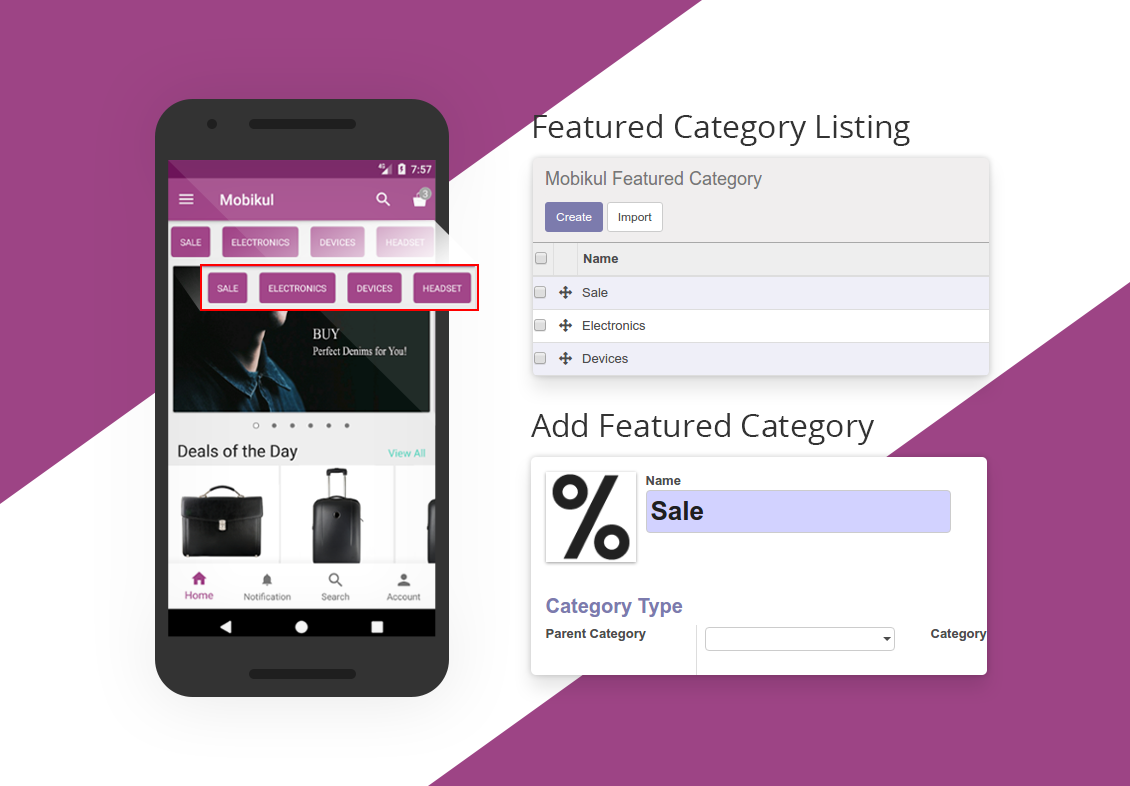 4G 7:57
Mobikul
3
SALE ELECTRONICS DEVICES HEADSET
SALE ELECTRONICS DEVICES HEADSET
BUY
Perfect Denims for You!
Deals of the Day View All
Home Notification Search Account
Featured Category Listing
Mobikul Featured Category
Create Import
Name
Sale
Electronics
Devices
Add Featured Category
%
Name
Sale
Category Type
Parent Category Category